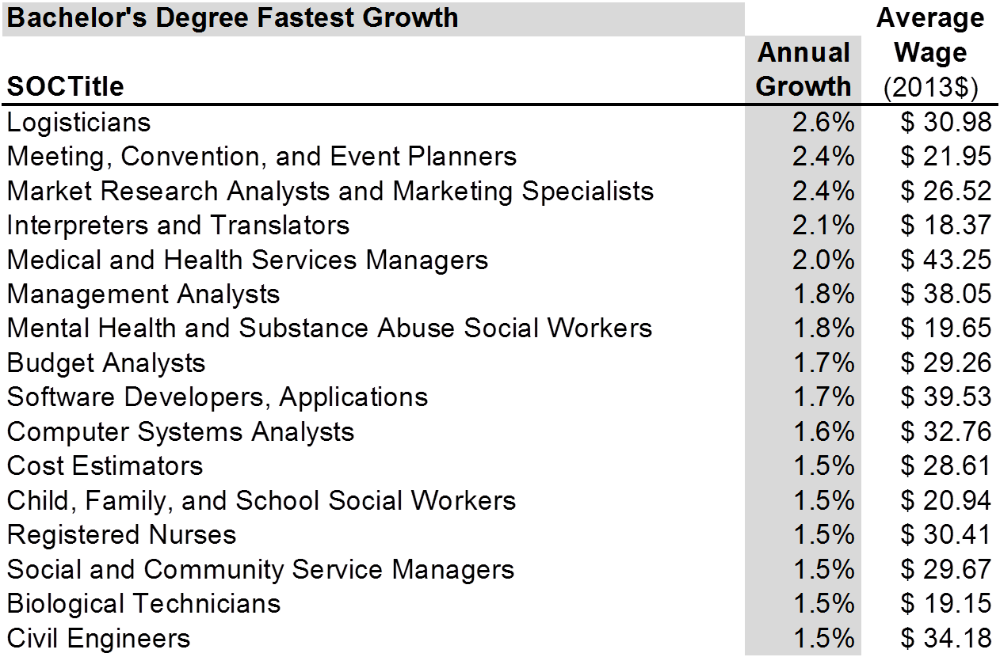 Bachelor's Degree Fastest Growth Average
Annual Wage
SOCTitle Growth (2013$)
Logisticians 2.6% $ 30.98
Meeting, Convention, and Event Planners 2.4% $ 21.95
Market Research Analysts and Marketing Specialists 2.4% $ 26.52
Interpreters and Translators 2.1% $ 18.37
Medical and Health Services Managers 2.0% $ 43.25
Management Analysts 1.8% $ 38.05
Mental Health and Substance Abuse Social Workers 1.8% $ 19.65
Budget Analysts 1.7% $ 29.26
Software Developers, Applications 1.7% $ 39.53
Computer Systems Analysts 1.6% $ 32.76
Cost Estimators 1.5% $ 28.61
Child, Family, and School Social Workers 1.5% $ 20.94
Registered Nurses 1.5% $ 30.41
Social and Community Service Managers 1.5% $ 29.67
Biological Technicians 1.5% $ 19.15
Civil Engineers 1.5% $ 34.18